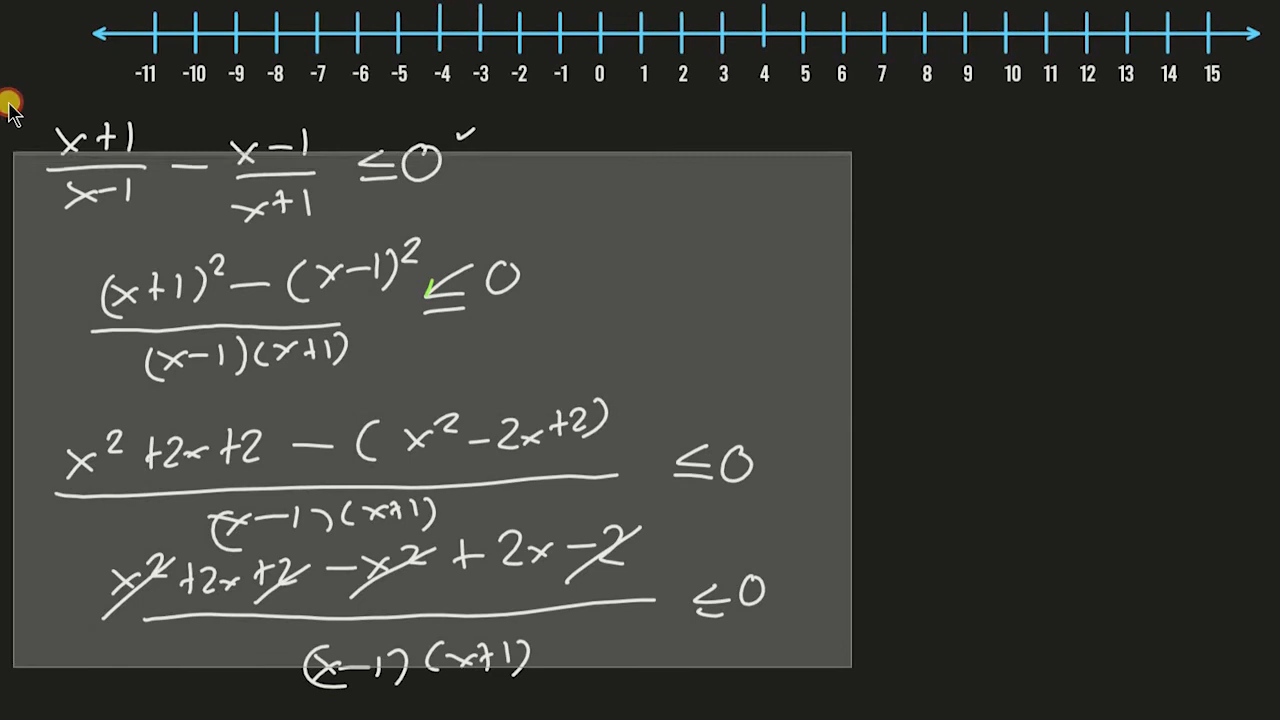 -11 -10 -9 -8 -7 -6 -5 -4 -3 -2 -1 0 1 2 3 4 5 6 7 8 9 10 11 12 13 14 15
x+1 x-1
— - — ≤0 ✓
x-1 x+1
(x+1)² - (x-1)² ≤ 0
(x-1)(x+1)
x² +2x+2 - (x² -2x+2) ≤0
(x-1)(x+1)
x² +2x +2 -x² + 2x -2 ≤0
(x-1)(x+1)